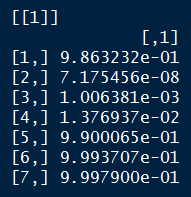 [[1]]
[,1]
[1,] 9.863232e-01
[2,] 7.175456e-08
[3,] 1.006381e-03
[4,] 1.376937e-02
[5,] 9.900065e-01
[6,] 9.993707e-01
[7,] 9.997900e-01